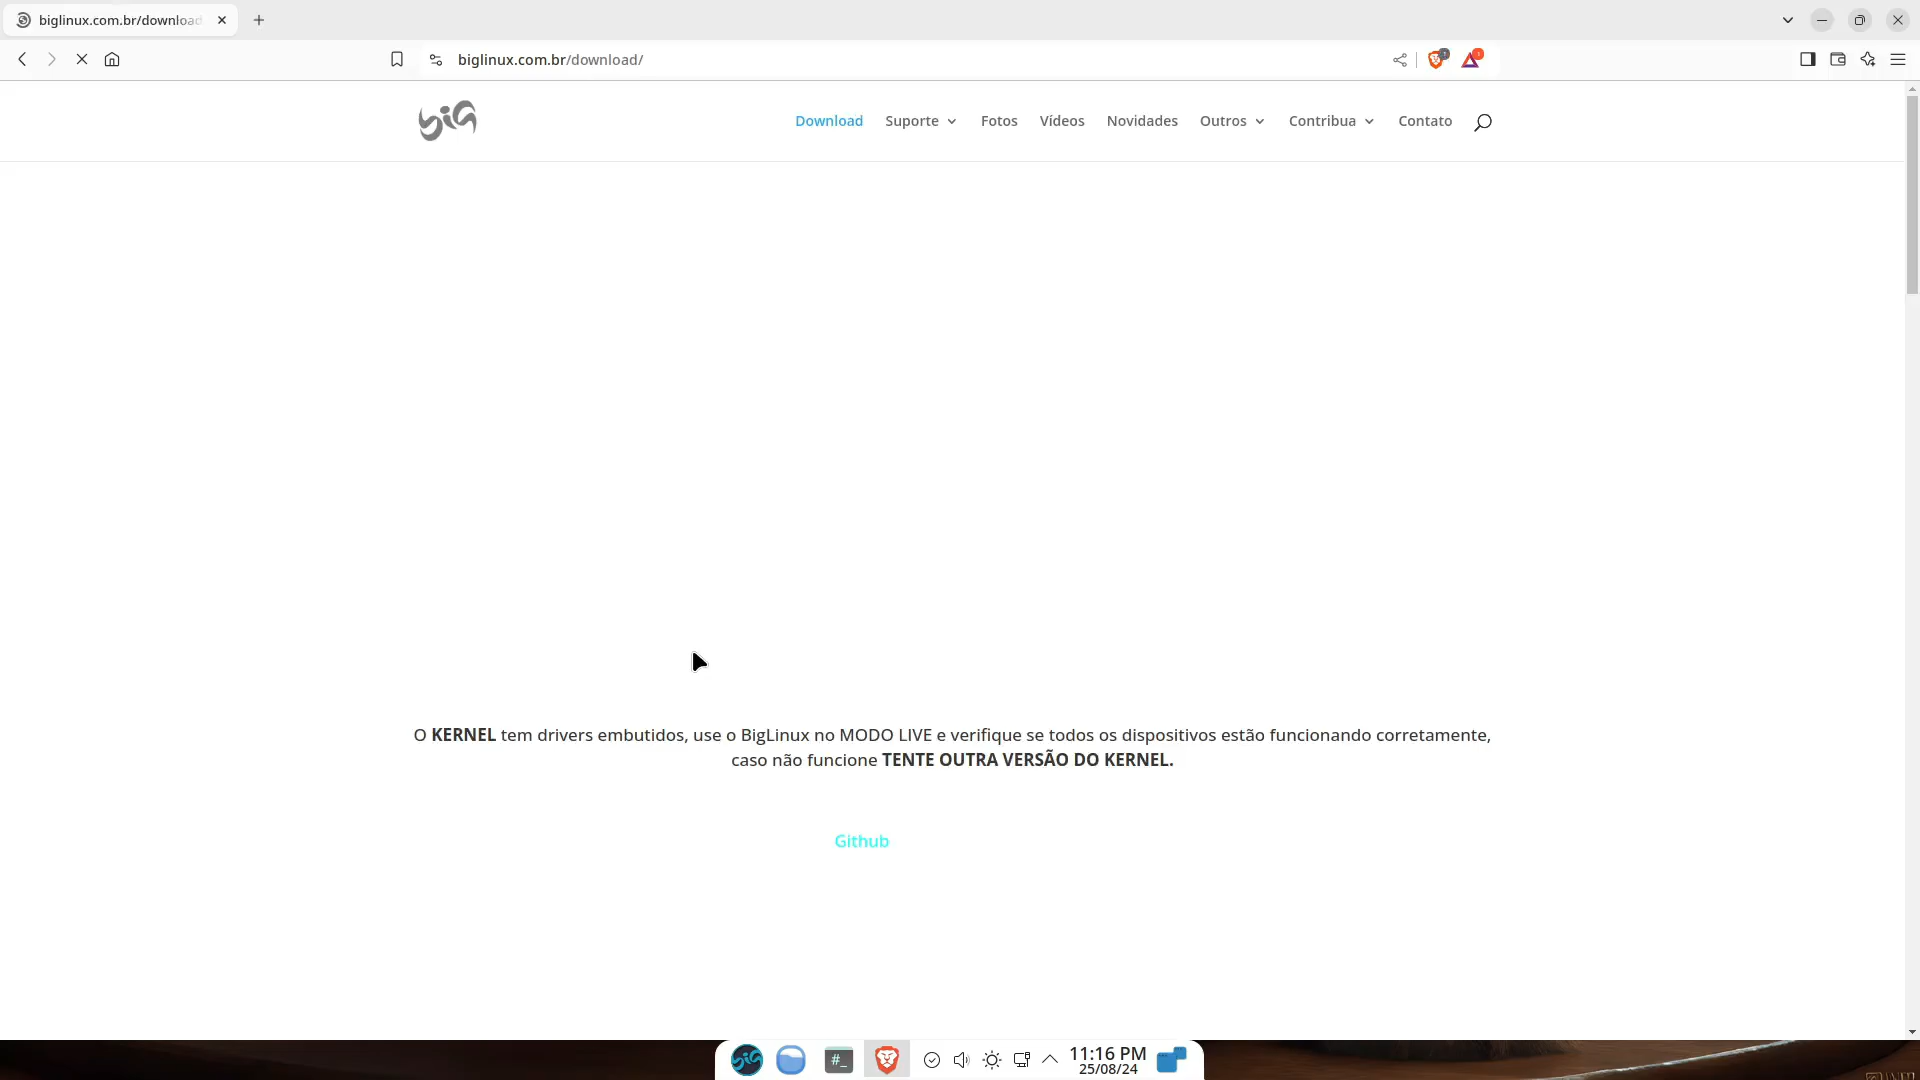 biglinux.com.br/download
biglinux.com.br/download/
big
Download Suporte Fotos Vídeos Novidades Outros Contribua Contato
O KERNEL tem drivers embutidos, use o BigLinux no MODO LIVE e verifique se todos os dispositivos estão funcionando corretamente,
caso não funcione TENTE OUTRA VERSÃO DO KERNEL.
Github
big #_ 11:16 PM
25/08/24